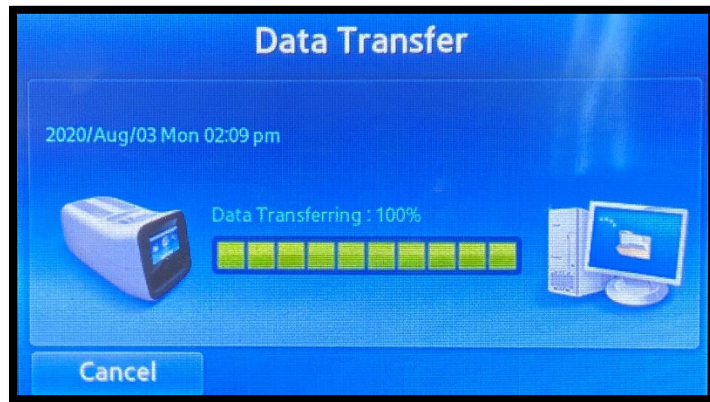 Data Transfer
2020/Aug/03 Mon 02:09 pm
Data Transferring : 100%
Cancel